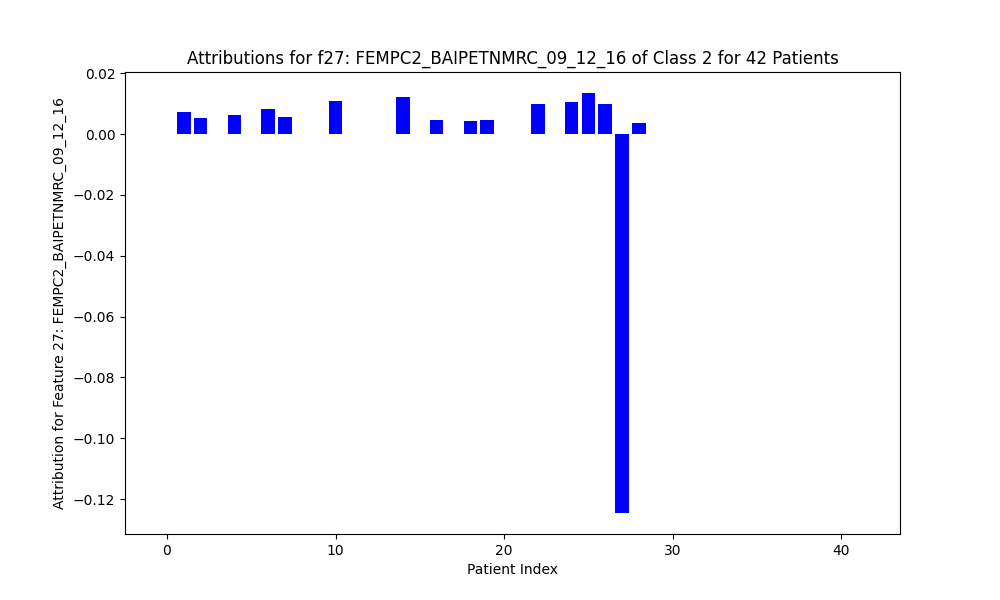 Attributions for f27: FEMPC2_BAIPETNMRC_09_12_16 of Class 2 for 42 Patients
Attribution for Feature 27: FEMPC2_BAIPETNMRC_09_12_16
0.02
0.00
−0.02
−0.04
−0.06
−0.08
−0.10
−0.12
0 10 20 30 40
Patient Index